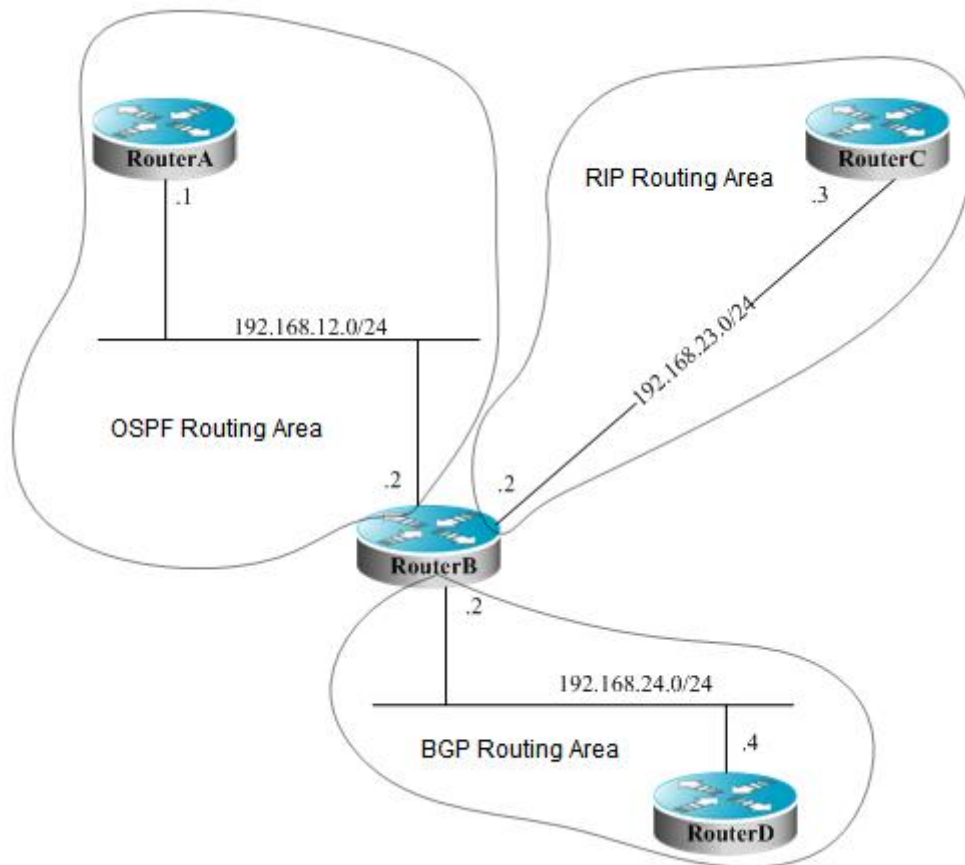 RouterA
.1
192.168.12.0/24
OSPF Routing Area
.2
RouterC
RIP Routing Area
.3
192.168.23.0/24
.2
RouterB
.2
192.168.24.0/24
BGP Routing Area
.4
RouterD